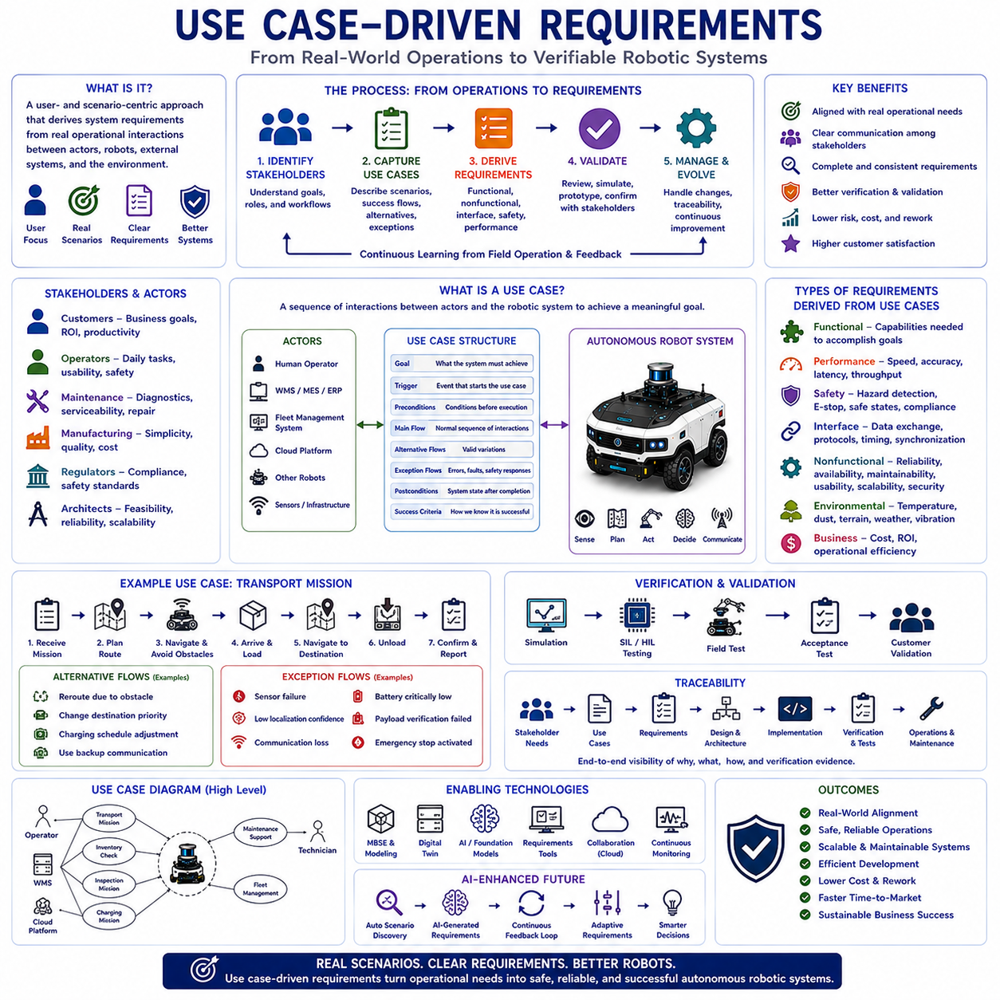 USE CASE–DRIVEN REQUIREMENTS
From Real-World Operations to Verifiable Robotic Systems
WHAT IS IT?
A user- and scenario-centric approach
that derives system requirements
from real operational interactions
between actors, robots, external
systems, and the environment.
User
Focus
Real
Scenarios
Clear
Requirements
Better
Systems
THE PROCESS: FROM OPERATIONS TO REQUIREMENTS
1. IDENTIFY
STAKEHOLDERS
Understand goals,
roles, and workflows
2. CAPTURE
USE CASES
Describe scenarios,
success flows,
alternatives,
exceptions
3. DERIVE
REQUIREMENTS
Functional,
nonfunctional,
interface, safety,
performance
4. VALIDATE
Review, simulate,
prototype, confirm
with stakeholders
5. MANAGE &
EVOLVE
Handle changes,
traceability,
continuous
improvement
Continuous Learning from Field Operation & Feedback
KEY BENEFITS
Aligned with real operational needs
Clear communication among
stakeholders
Complete and consistent requirements
Better verification & validation
Lower risk, cost, and rework
Higher customer satisfaction
STAKEHOLDERS & ACTORS
Customers – Business goals,
ROI, productivity
Operators – Daily tasks,
usability, safety
Maintenance – Diagnostics,
serviceability, repair
Manufacturing – Simplicity,
quality, cost
Regulators – Compliance,
safety standards
Architects – Feasibility,
reliability, scalability
WHAT IS A USE CASE?
A sequence of interactions between actors and the robotic system to achieve a meaningful goal.
ACTORS
Human Operator
WMS / MES / ERP
Fleet Management
System
Cloud Platform
Other Robots
Sensors / Infrastructure
USE CASE STRUCTURE
Goal What the system must achieve
Trigger Event that starts the use case
Preconditions Conditions before execution
Main Flow Normal sequence of interactions
Alternative Flows Valid variations
Exception Flows Errors, faults, safety responses
Postconditions System state after completion
Success Criteria How we know it is successful
AUTONOMOUS ROBOT SYSTEM
Sense
Plan
Act
Decide
Communicate
TYPES OF REQUIREMENTS
DERIVED FROM USE CASES
Functional – Capabilities needed
to accomplish goals
Performance – Speed, accuracy,
latency, throughput
Safety – Hazard detection,
E-stop, safe states, compliance
Interface – Data exchange,
protocols, timing, synchronization
Nonfunctional – Reliability,
availability, maintainability,
usability, scalability, security
Environmental – Temperature,
dust, terrain, weather, vibration
Business – Cost, ROI,
operational efficiency
EXAMPLE USE CASE: TRANSPORT MISSION
1. Receive
Mission
2. Plan
Route
3. Navigate &
Avoid Obstacles
4. Arrive &
Load
5. Navigate to
Destination
6. Unload
7. Confirm &
Report
ALTERNATIVE FLOWS (Examples)
Reroute due to obstacle
Change destination priority
Charging schedule adjustment
Use backup communication
EXCEPTION FLOWS (Examples)
Sensor failure
Low localization confidence
Communication loss
Battery critically low
Payload verification failed
Emergency stop activated
VERIFICATION & VALIDATION
Simulation
SIL / HIL
Testing
Field Test
Acceptance
Test
Customer
Validation
TRACEABILITY
Stakeholder
Needs
Use
Cases
Requirements
Design &
Architecture
</>
Implementation
Verification
& Tests
Operations &
Maintenance
End-to-end visibility of why, what, how, and verification evidence.
USE CASE DIAGRAM (High Level)
Operator
WMS
Cloud
Platform
Transport
Mission
Inventory
Check
Inspection
Mission
Charging
Mission
Maintenance
Support
Fleet
Management
Technician
ENABLING TECHNOLOGIES
MBSE &
Modeling
Digital
Twin
AI / Foundation
Models
Requirements
Tools
Collaboration
(Cloud)
Continuous
Monitoring
AI-ENHANCED FUTURE
Auto Scenario
Discovery
AI-Generated
Requirements
Continuous
Feedback Loop
Adaptive
Requirements
Smarter
Decisions
OUTCOMES
Real-World Alignment
Safe, Reliable Operations
Scalable & Maintainable Systems
Efficient Development
Lower Cost & Rework
Faster Time-to-Market
Sustainable Business Success
REAL SCENARIOS. CLEAR REQUIREMENTS. BETTER ROBOTS.
Use case-driven requirements turn operational needs into safe, reliable, and successful autonomous robotic systems.